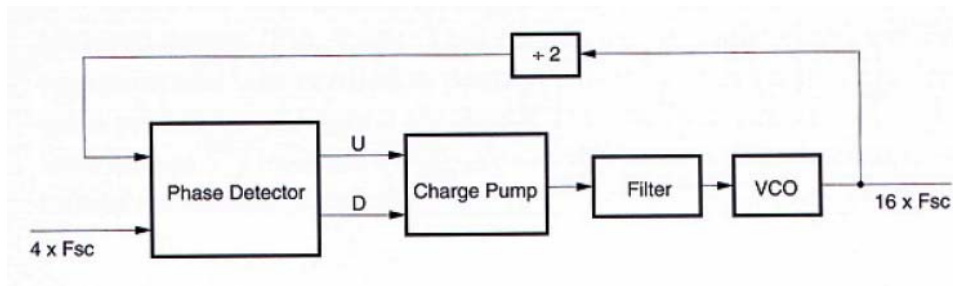 ÷ 2
U
Phase Detector
Charge Pump
Filter
VCO
D
4 x Fsc
16 x Fsc